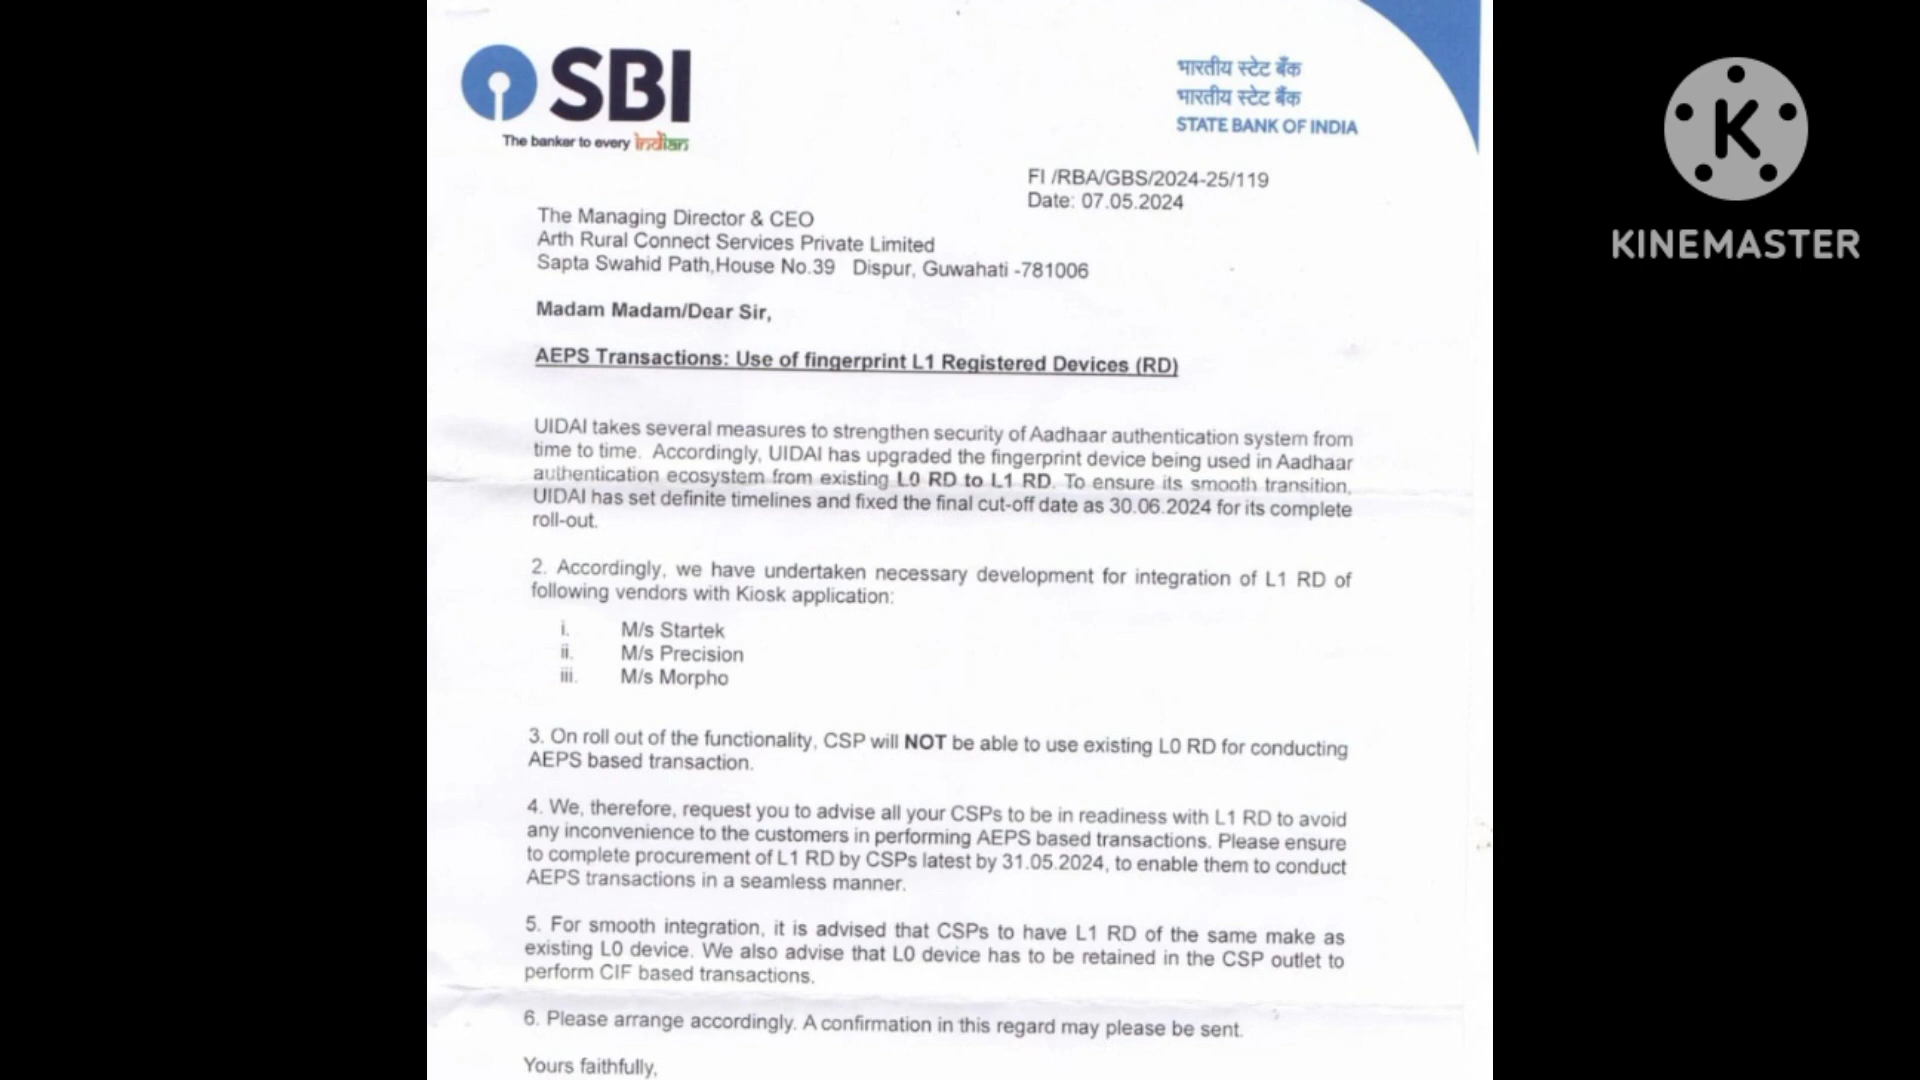 SBI
The banker to every indian
भारतीय स्टेट बैंक
भारतीय स्टेट बैंक
STATE BANK OF INDIA
FI /RBA/GBS/2024-25/119
Date: 07.05.2024
The Managing Director & CEO
Arth Rural Connect Services Private Limited
Sapta Swahid Path,House No.39 Dispur, Guwahati -781006
Madam Madam/Dear Sir,
AEPS Transactions: Use of fingerprint L1 Registered Devices (RD)
UIDAI takes several measures to strengthen security of Aadhaar authentication system from
time to time. Accordingly, UIDAI has upgraded the fingerprint device being used in Aadhaar
authentication ecosystem from existing L0 RD to L1 RD. To ensure its smooth transition,
UIDAI has set definite timelines and fixed the final cut-off date as 30.06.2024 for its complete
roll-out.
2. Accordingly, we have undertaken necessary development for integration of L1 RD of
following vendors with Kiosk application:
i. M/s Startek
ii. M/s Precision
iii. M/s Morpho
3. On roll out of the functionality, CSP will NOT be able to use existing L0 RD for conducting
AEPS based transaction.
4. We, therefore, request you to advise all your CSPs to be in readiness with L1 RD to avoid
any inconvenience to the customers in performing AEPS based transactions. Please ensure
to complete procurement of L1 RD by CSPs latest by 31.05.2024, to enable them to conduct
AEPS transactions in a seamless manner.
5. For smooth integration, it is advised that CSPs to have L1 RD of the same make as
existing L0 device. We also advise that L0 device has to be retained in the CSP outlet to
perform CIF based transactions.
6. Please arrange accordingly. A confirmation in this regard may please be sent.
Yours faithfully,
K
KINEMASTER